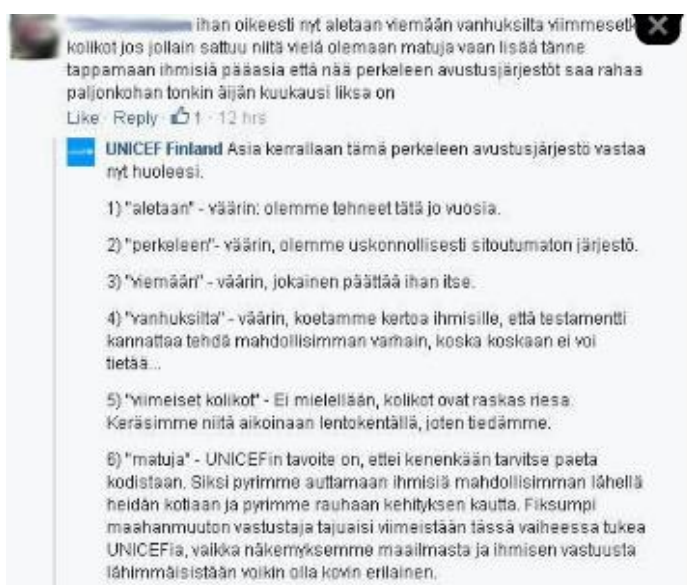 ihan oikeesti nyt aletaan viemään vanhuksilta viimmesetki
kolikot jos jollain sattuu niitä vielä olemaan matuja vaan lisää tänne
tappamaan ihmisiä pääasia että nää perkeleen avustusjärjestöt saa rahaa
paljonkohan tonkin äijän kuukausi liksa on
Like · Reply · 1 · 12 hrs
UNICEF Finland Asia kerrallaan tämä perkeleen avustusjärjestö vastaa
nyt huoleesi.
1) "aletaan" - väärin: olemme tehneet tätä jo vuosia.
2) "perkeleen"- väärin, olemme uskonnollisesti sitoutumaton järjestö.
3) "viemään" - väärin, jokainen päättää ihan itse.
4) "vanhuksilta" - väärin, koetamme kertoa ihmisille, että testamentti
kannattaa tehdä mahdollisimman varhain, koska koskaan ei voi
tietää...
5) "viimeiset kolikot" - Ei mielellään, kolikot ovat raskas riesa.
Keräsimme niitä aikoinaan lentokentällä, joten tiedämme.
6) "matuja" - UNICEFin tavoite on, ettei kenenkään tarvitse paeta
kodistaan. Siksi pyrimme auttamaan ihmisiä mahdollisimman lähellä
heidän kotiaan ja pyrimme rauhaan kehityksen kautta. Fiksumpi
maahanmuuton vastustaja tajuaisi viimeistään tässä vaiheessa tukea
UNICEFia, vaikka näkemyksemme maailmasta ja ihmisen vastuusta
lähimmäisistään voikin olla kovin erilainen.